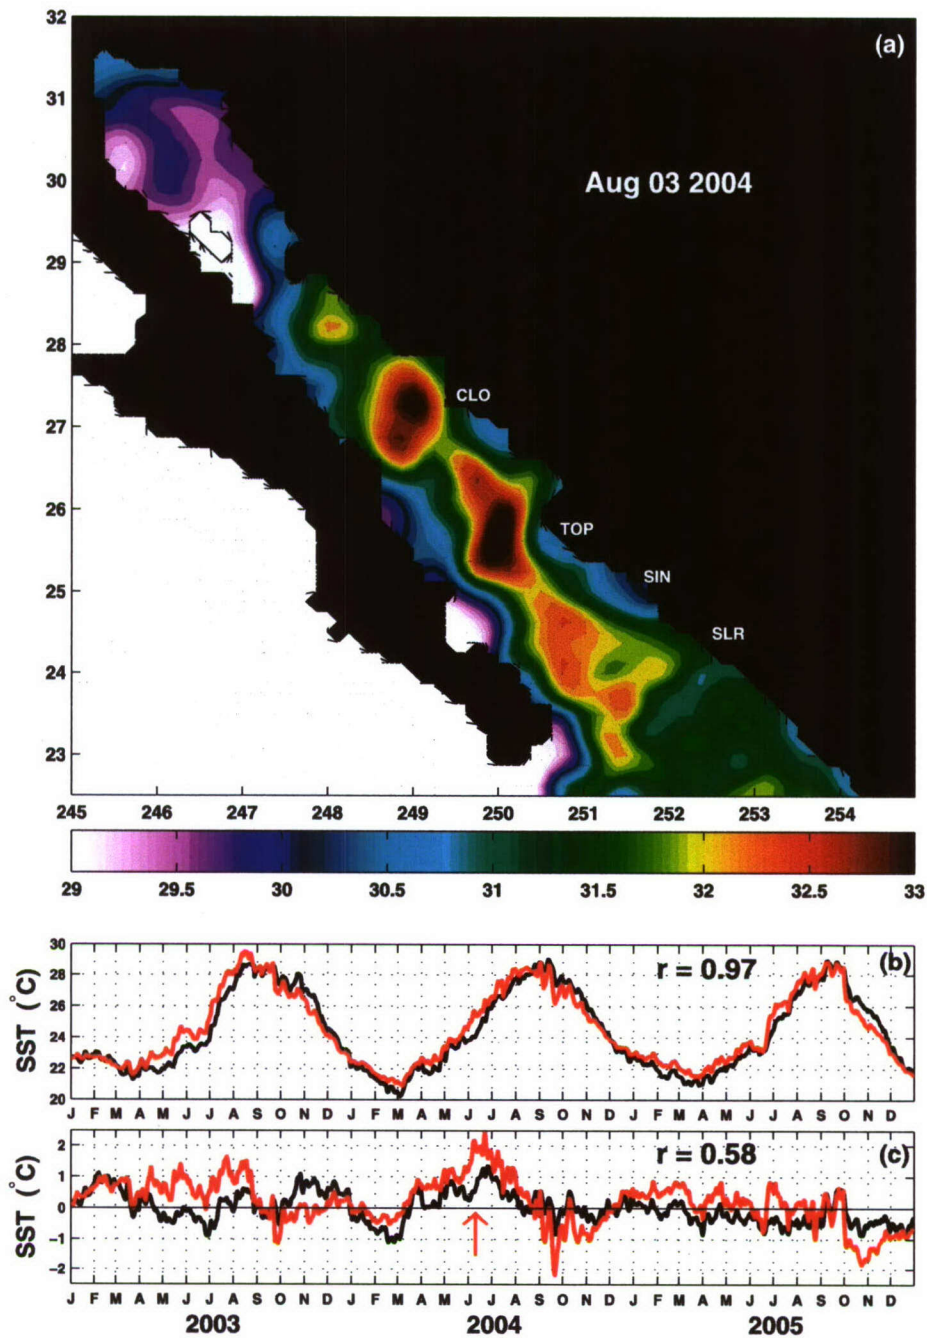 (a)
32
31
30
29
28
27
26
25
24
23
Aug 03 2004
CLO
TOP
SIN
SLR
245 246 247 248 249 250 251 252 253 254
29 29.5 30 30.5 31 31.5 32 32.5 33
(b)
r = 0.97
SST (°C)
30
28
26
24
22
20
J F M A M J J A S O N D J F M A M J J A S O N D J F M A M J J A S O N D
(c)
r = 0.58
SST (°C)
2
1
0
-1
-2
J F M A M J J A S O N D J F M A M J J A S O N D J F M A M J J A S O N D
2003 2004 2005